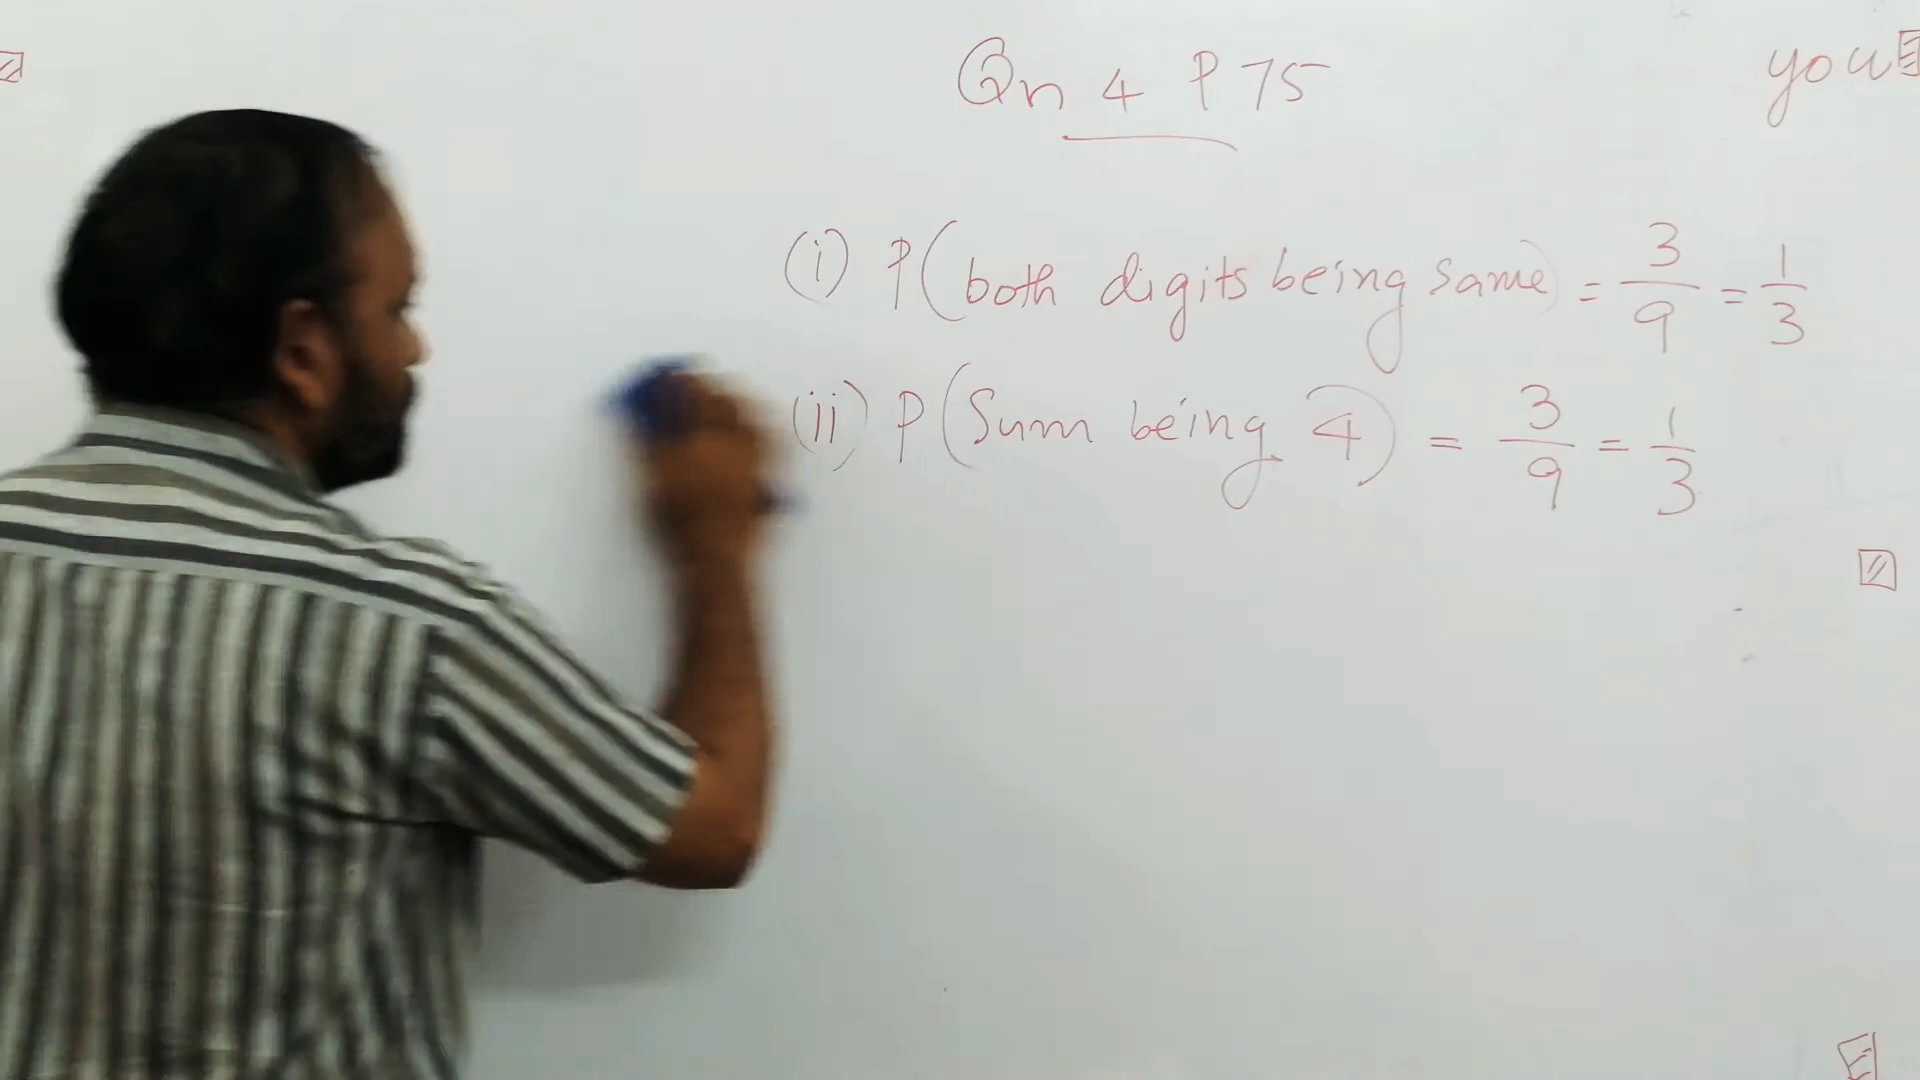 Qn 4 P 75
you
(i) P(both digits being same) = 3/9 = 1/3
(ii) P(Sum being 4) = 3/9 = 1/3